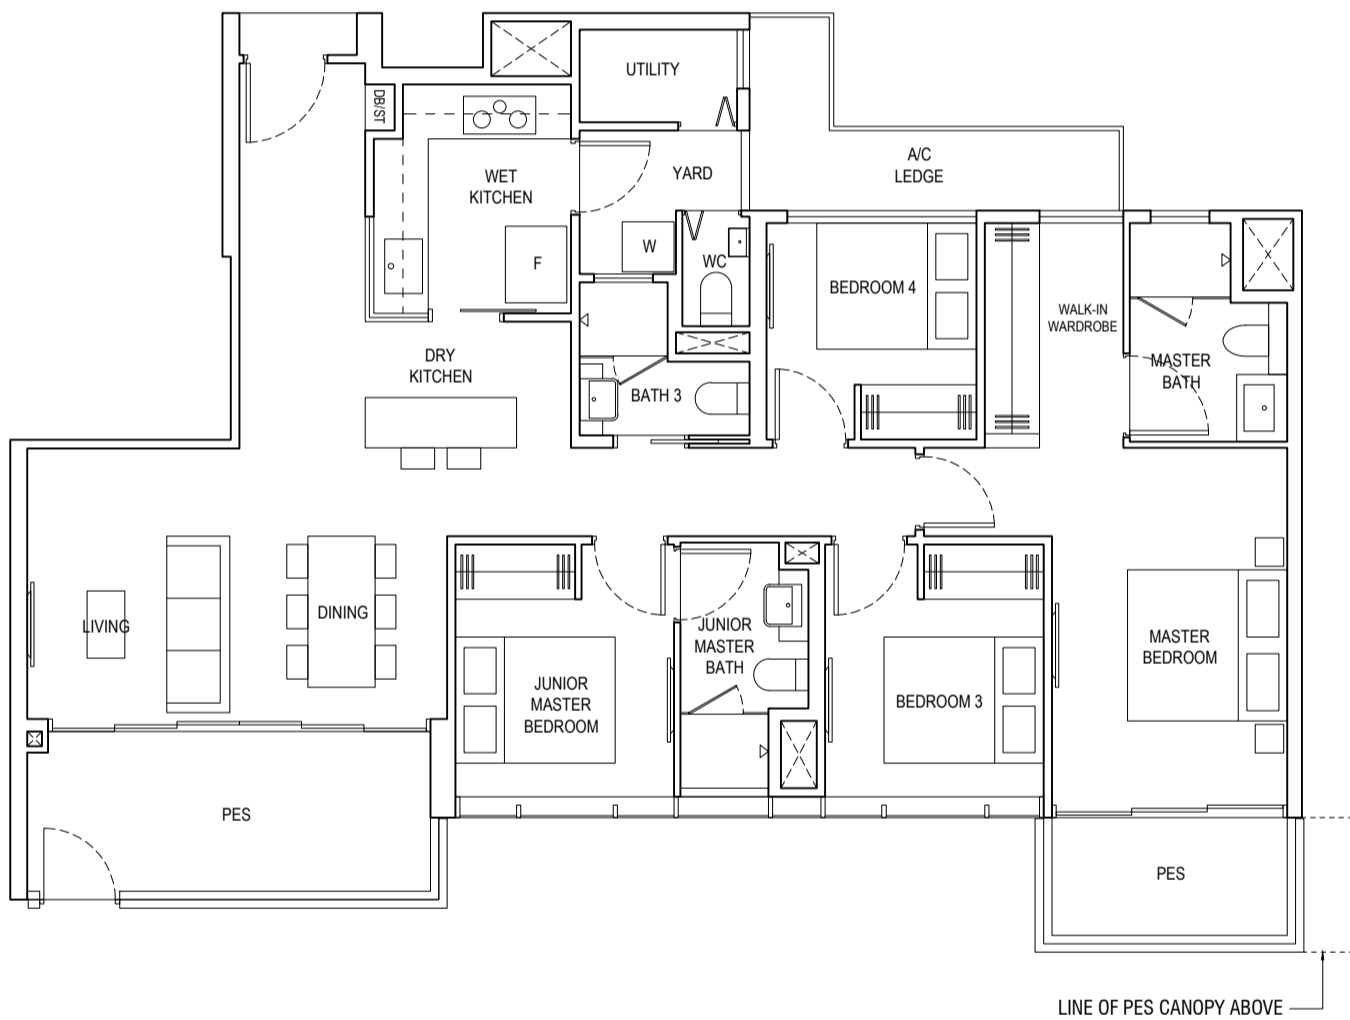 UTILITY
DB/ST
A/C
LEDGE
WET
KITCHEN
YARD
W
WC
F
BEDROOM 4
WALK-IN
WARDROBE
DRY
KITCHEN
MASTER
BATH
BATH 3
LIVING
DINING
JUNIOR
MASTER
BATH
MASTER
BEDROOM
JUNIOR
MASTER
BEDROOM
BEDROOM 3
PES
PES
LINE OF PES CANOPY ABOVE